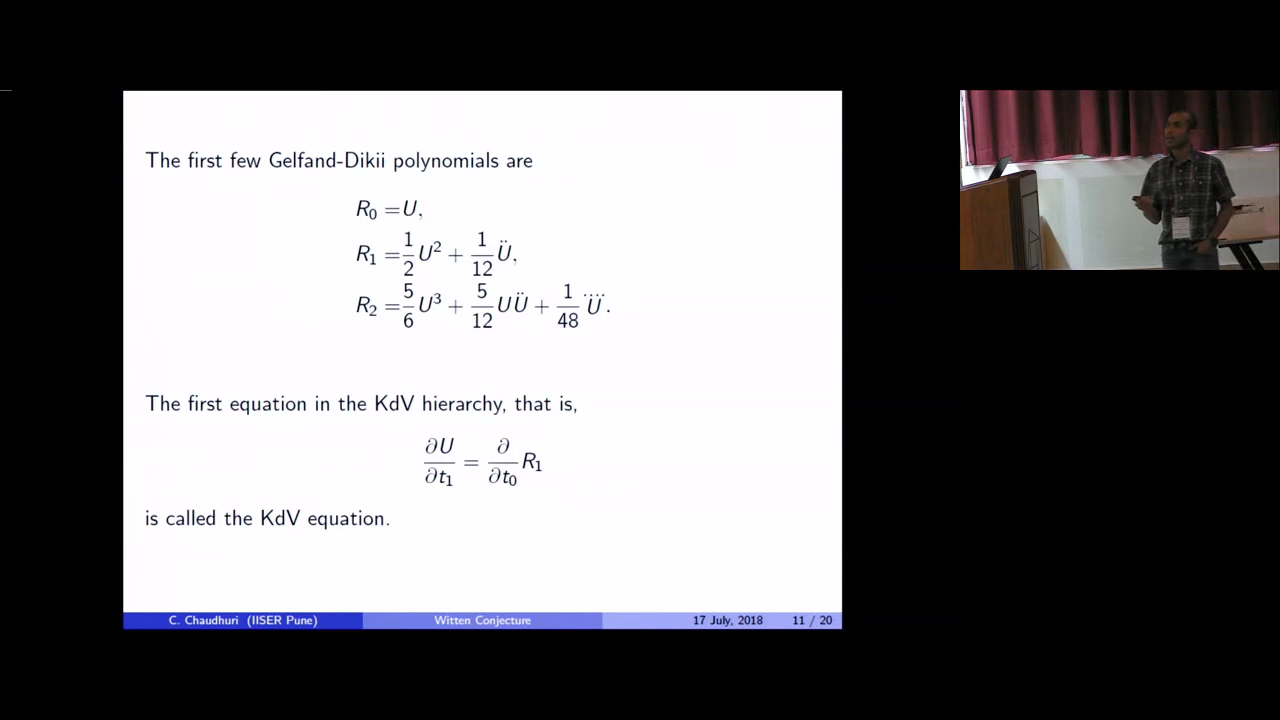 The first few Gelfand-Dikii polynomials are
R₀ =U,
R₁ =1/2 U² + 1/12 Ü,
R₂ =5/6 U³ + 5/12 UÜ + 1/48 U⃜.
The first equation in the KdV hierarchy, that is,
∂U/∂t₁ = ∂/∂t₀ R₁
is called the KdV equation.
C. Chaudhuri (IISER Pune) Witten Conjecture 17 July, 2018 11 / 20